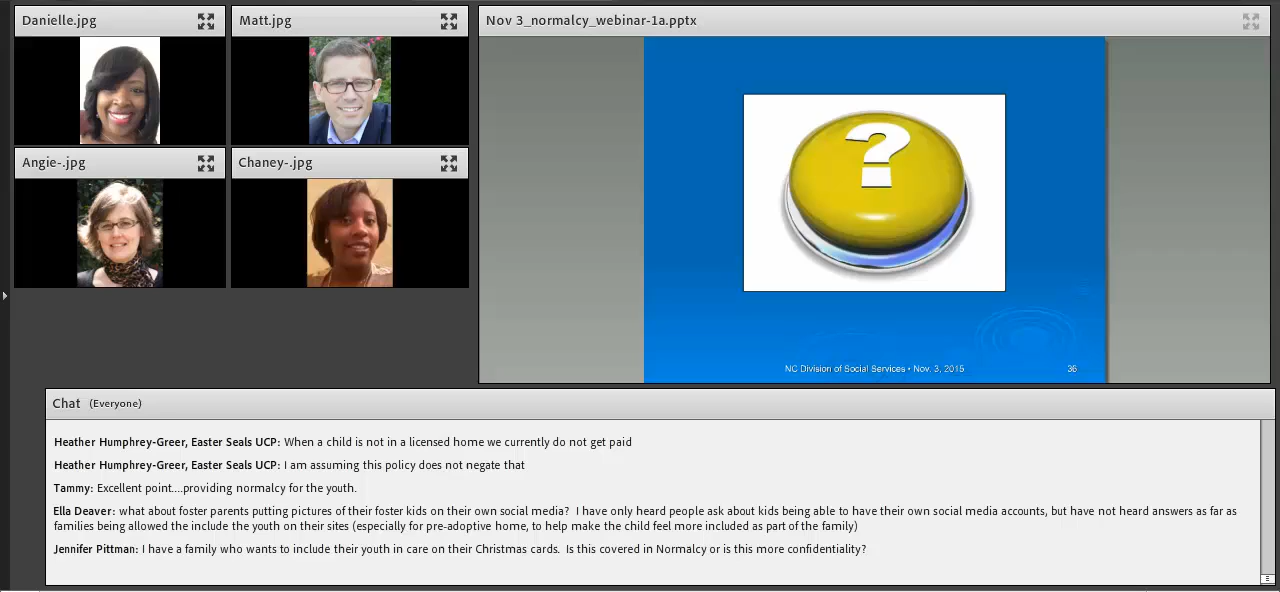 Danielle.jpg
Matt.jpg
Nov 3_normalcy_webinar-1a.pptx
Angie-.jpg
Chaney-.jpg
?
NC Division of Social Services • Nov. 3, 2015
36
Chat (Everyone)
Heather Humphrey-Greer, Easter Seals UCP: When a child is not in a licensed home we currently do not get paid
Heather Humphrey-Greer, Easter Seals UCP: I am assuming this policy does not negate that
Tammy: Excellent point....providing normalcy for the youth.
Ella Deaver: what about foster parents putting pictures of their foster kids on their own social media? I have only heard people ask about kids being able to have their own social media accounts, but have not heard answers as far as
families being allowed the include the youth on their sites (especially for pre-adoptive home, to help make the child feel more included as part of the family)
Jennifer Pittman: I have a family who wants to include their youth in care on their Christmas cards. Is this covered in Normalcy or is this more confidentiality?